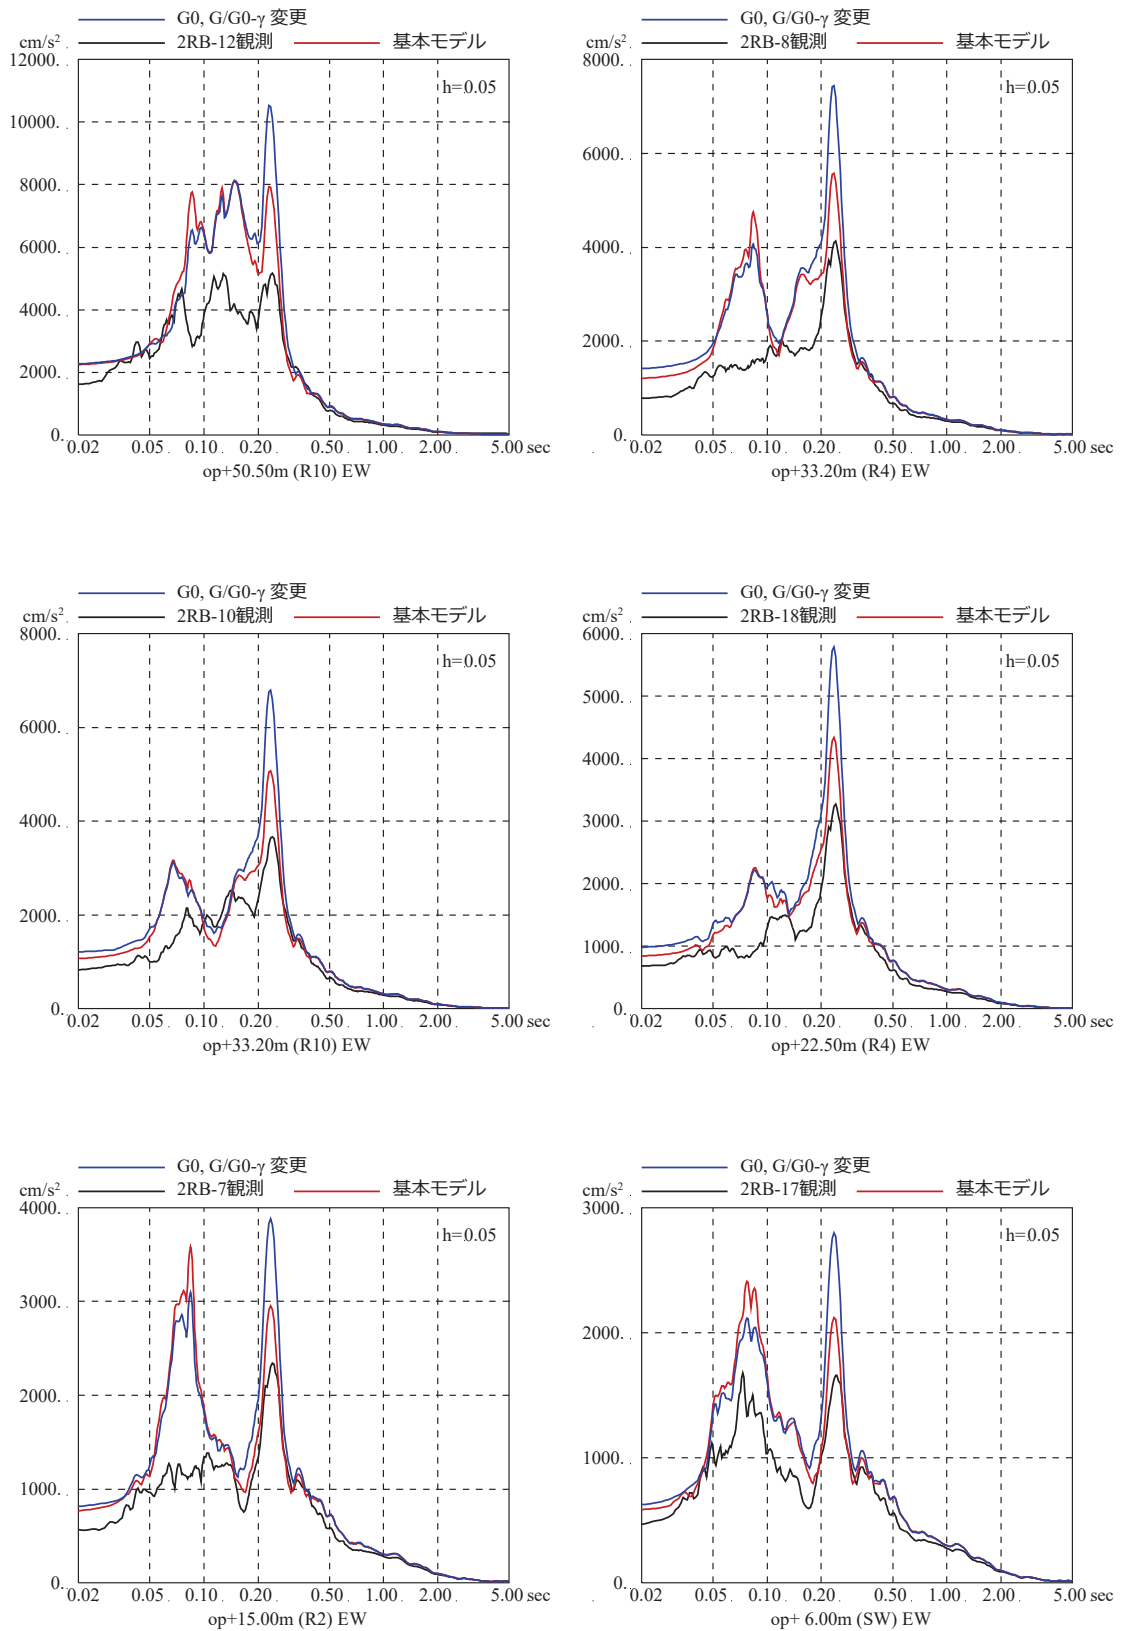 G0, G/G0-γ 変更
cm/s² 2RB-12観測 基本モデル
12000.
h=0.05
10000.
8000.
6000.
4000.
2000.
0.
0.02 0.05 0.10 0.20 0.50 1.00 2.00 5.00 sec
op+50.50m (R10) EW
G0, G/G0-γ 変更
cm/s² 2RB-8観測 基本モデル
8000.
h=0.05
6000.
4000.
2000.
0.
0.02 0.05 0.10 0.20 0.50 1.00 2.00 5.00 sec
op+33.20m (R4) EW
G0, G/G0-γ 変更
cm/s² 2RB-10観測 基本モデル
8000.
h=0.05
6000.
4000.
2000.
0.
0.02 0.05 0.10 0.20 0.50 1.00 2.00 5.00 sec
op+33.20m (R10) EW
G0, G/G0-γ 変更
cm/s² 2RB-18観測 基本モデル
6000.
h=0.05
5000.
4000.
3000.
2000.
1000.
0.
0.02 0.05 0.10 0.20 0.50 1.00 2.00 5.00 sec
op+22.50m (R4) EW
G0, G/G0-γ 変更
cm/s² 2RB-7観測 基本モデル
4000.
h=0.05
3000.
2000.
1000.
0.
0.02 0.05 0.10 0.20 0.50 1.00 2.00 5.00 sec
op+15.00m (R2) EW
G0, G/G0-γ 変更
cm/s² 2RB-17観測 基本モデル
3000.
h=0.05
2000.
1000.
0.
0.02 0.05 0.10 0.20 0.50 1.00 2.00 5.00 sec
op+ 6.00m (SW) EW